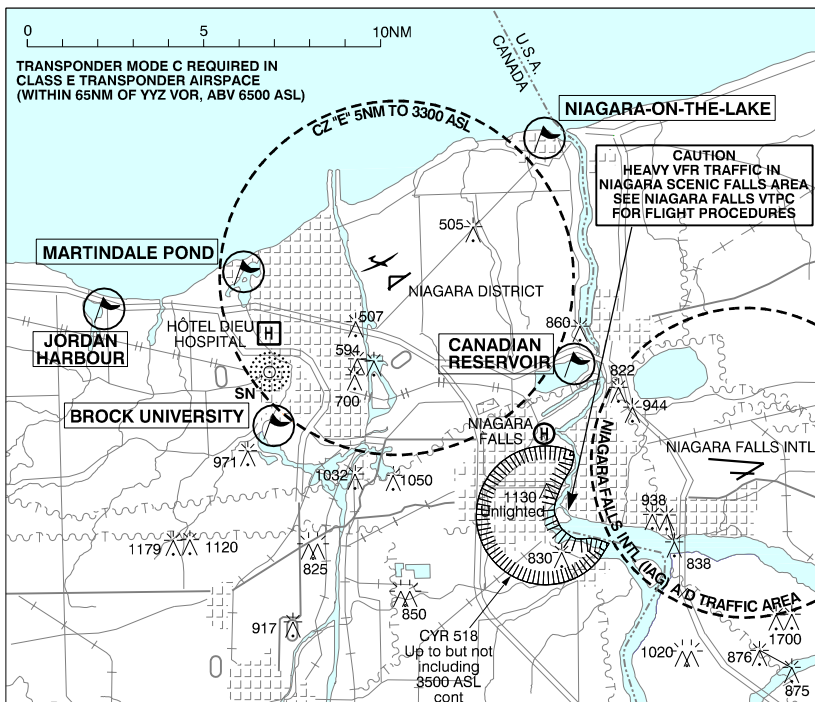 0 5 10NM
TRANSPONDER MODE C REQUIRED IN
CLASS E TRANSPONDER AIRSPACE
(WITHIN 65NM OF YYZ VOR, ABV 6500 ASL)
U.S.A.
CANADA
CZ "E" 5NM TO 3300 ASL
NIAGARA-ON-THE-LAKE
CAUTION
HEAVY VFR TRAFFIC IN
NIAGARA SCENIC FALLS AREA
SEE NIAGARA FALLS VTPC
FOR FLIGHT PROCEDURES
505
MARTINDALE POND
NIAGARA DISTRICT
JORDAN
HARBOUR
HÔTEL DIEU
HOSPITAL
H
507
860
594
CANADIAN
RESERVOIR
700
822
944
SN
BROCK UNIVERSITY
NIAGARA
FALLS
H
NIAGARA FALLS INTL
971
1032
1050
1130
Unlighted
938
NIAGARA FALLS INTL (IAG) A/D TRAFFIC AREA
1179
1120
825
830
838
850
917
CYR 518
Up to but not
including
3500 ASL
cont
1700
1020
876
875